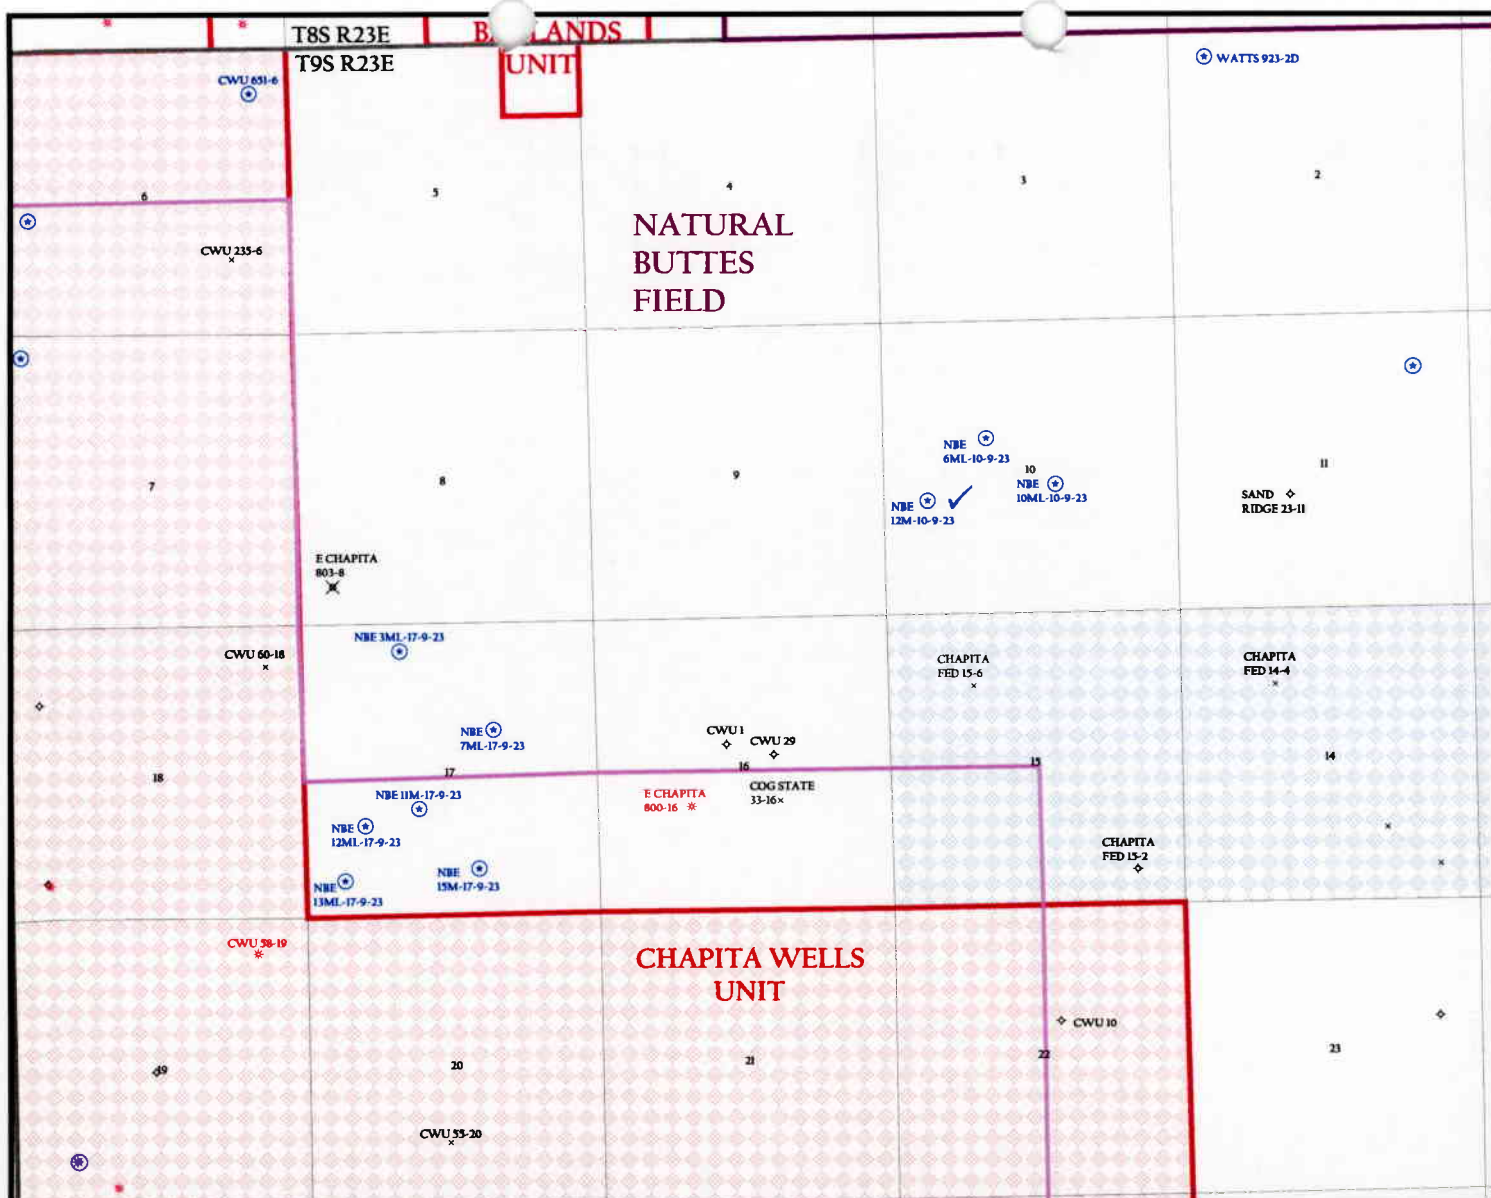 T8S R23E
T9S R23E
UNIT
CWU 651-6
WATTS 923-2D
6
5
4
3
2
NATURAL
BUTTES
FIELD
CWU 235-6
7
8
9
10
11
NBE
6ML-10-9-23
NBE
10ML-10-9-23
NBE
12M-10-9-23
SAND
RIDGE 23-11
E CHAPITA
803-8
NBE 3ML-17-9-23
CWU 60-18
CHAPITA
FED 15-6
CHAPITA
FED 14-4
NBE
7ML-17-9-23
CWU 1
CWU 29
18
17
16
15
14
NBE 11M-17-9-23
E CHAPITA
800-16
COG STATE
33-16
NBE
12ML-17-9-23
CHAPITA
FED 15-2
NBE
13ML-17-9-23
NBE
15M-17-9-23
CWU 58-19
CHAPITA WELLS
UNIT
CWU 10
19
20
21
22
23
CWU 55-20